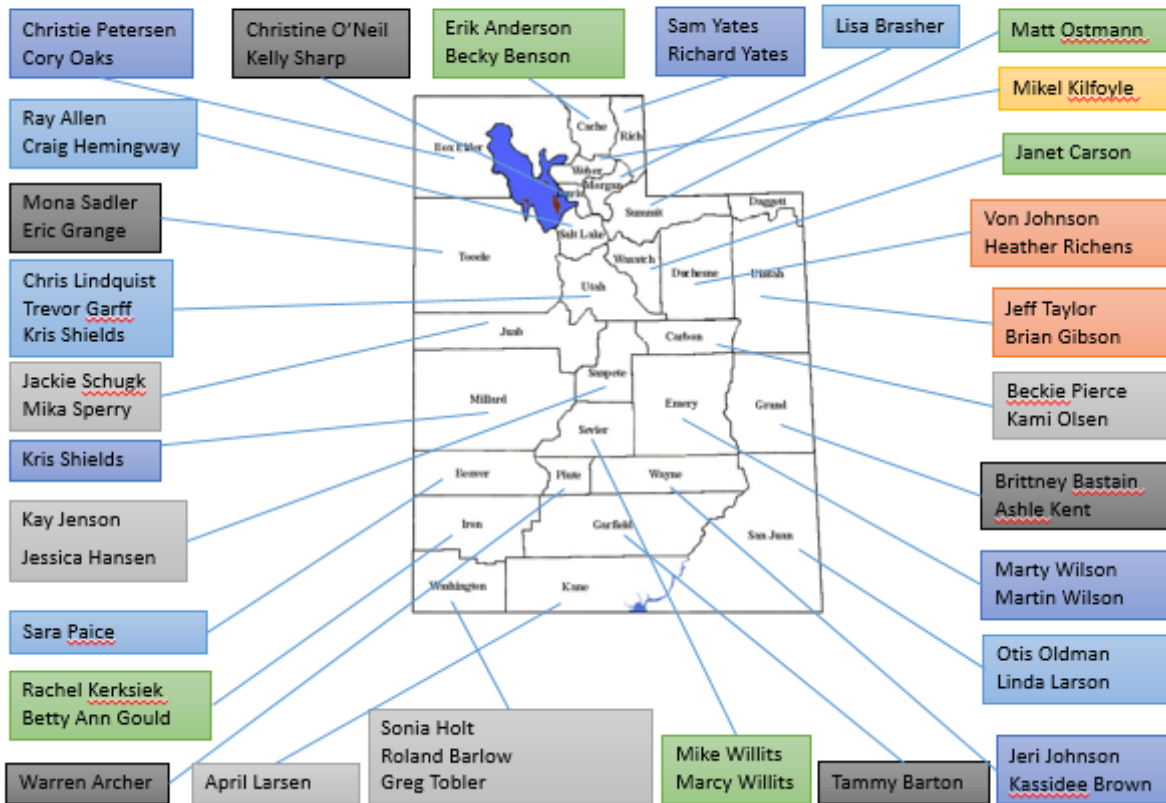 Christie Petersen
Cory Oaks
Christine O'Neil
Kelly Sharp
Erik Anderson
Becky Benson
Sam Yates
Richard Yates
Lisa Brasher
Matt Ostmann
Mikel Kilfoyle
Janet Carson
Von Johnson
Heather Richens
Jeff Taylor
Brian Gibson
Beckie Pierce
Kami Olsen
Brittney Bastain
Ashle Kent
Marty Wilson
Martin Wilson
Otis Oldman
Linda Larson
Jeri Johnson
Kassidee Brown
Ray Allen
Craig Hemingway
Mona Sadler
Eric Grange
Chris Lindquist
Trevor Garff
Kris Shields
Jackie Schugk
Mika Sperry
Kris Shields
Kay Jenson
Jessica Hansen
Sara Paice
Rachel Kerksiek
Betty Ann Gould
Warren Archer
April Larsen
Sonia Holt
Roland Barlow
Greg Tobler
Mike Willits
Marcy Willits
Tammy Barton
Cache
Rich
Box Elder
Weber
Morgan
Summit
Daggett
Salt Lake
Tooele
Wasatch
Duchesne
Uintah
Utah
Juab
Carbon
Sanpete
Millard
Emery
Grand
Sevier
Beaver
Piute
Wayne
Iron
Garfield
San Juan
Washington
Kane